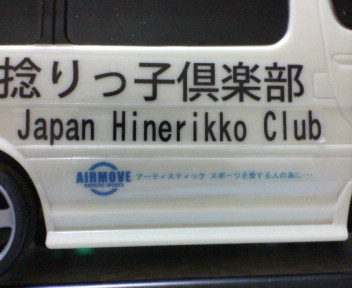 捻りっ子倶楽部
Japan Hinerikko Club
AIRMOVE
アーティスティック スポーツを愛する人の為に…